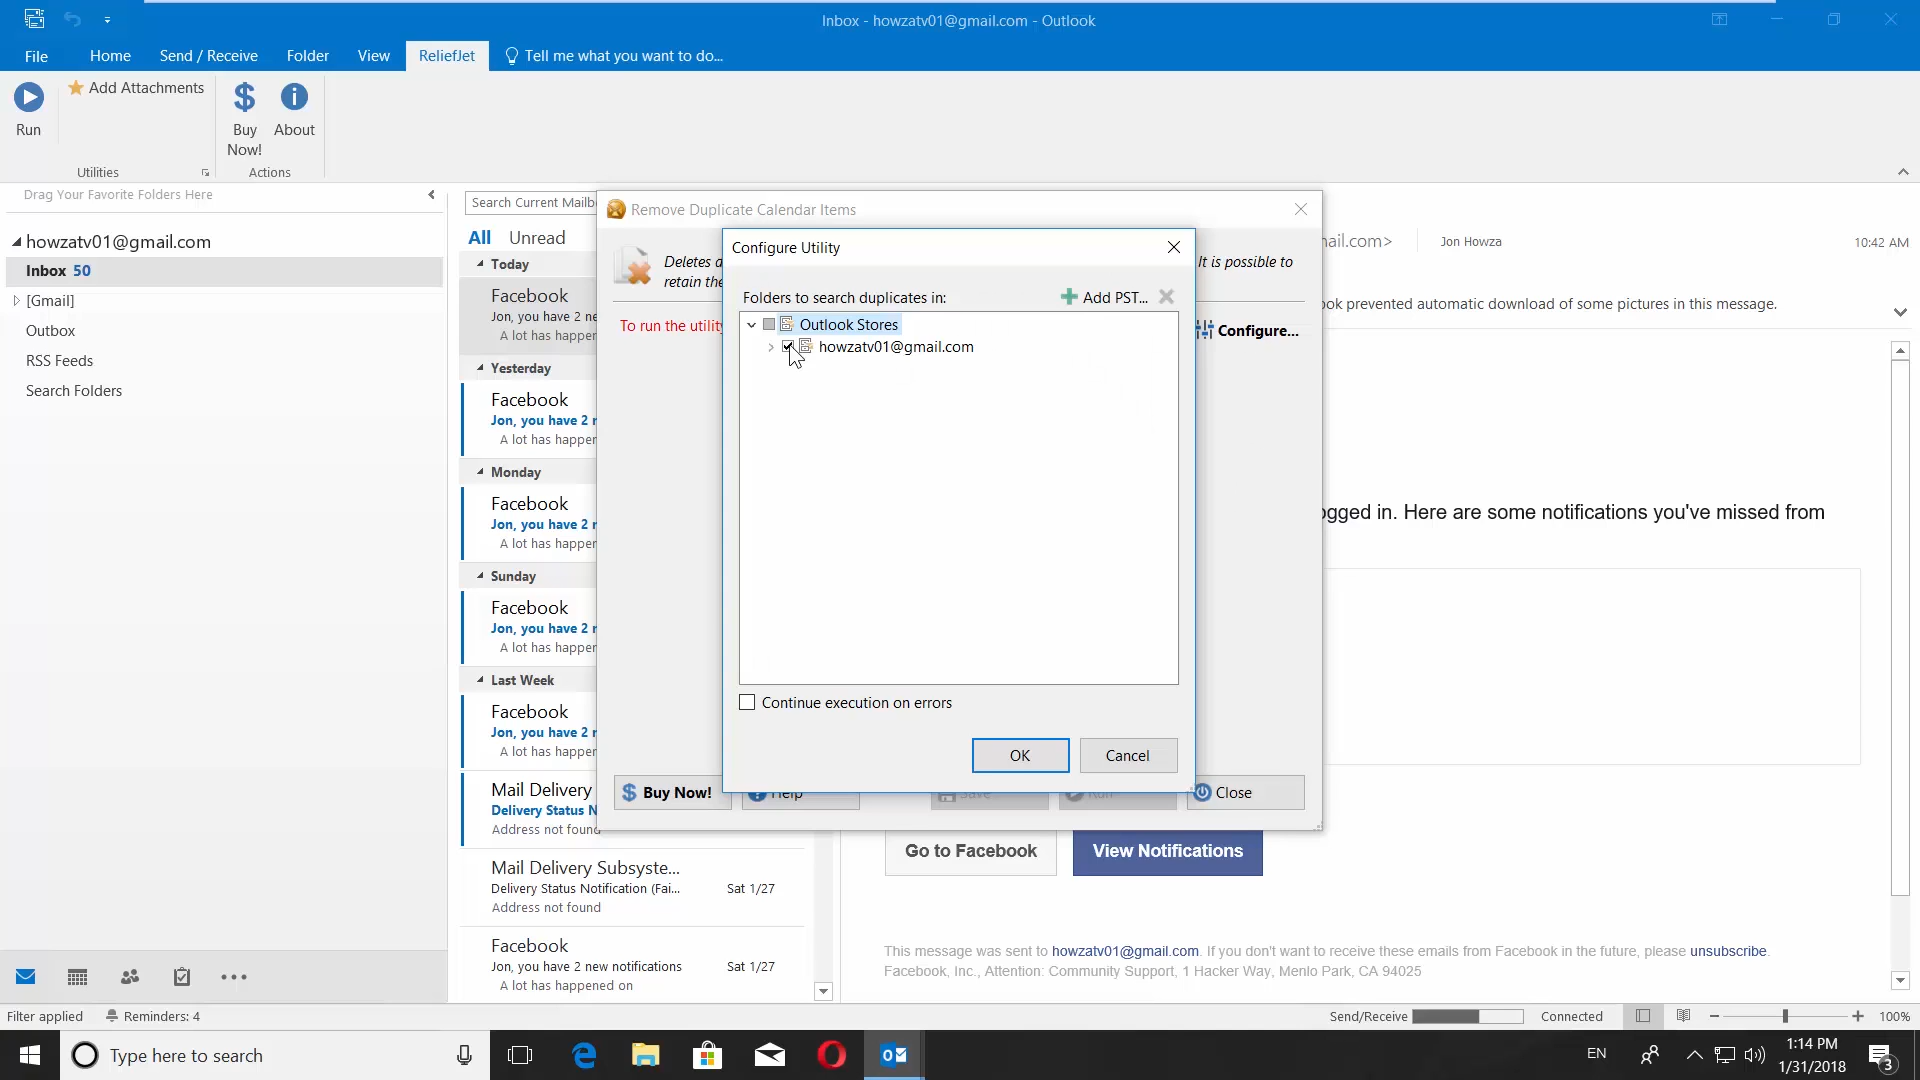 Inbox - howzatv01@gmail.com - Outlook
File Home Send / Receive Folder View ReliefJet Tell me what you want to do...
Run
Add Attachments
Buy Now!
About
Utilities
Actions
Drag Your Favorite Folders Here
howzatv01@gmail.com
Inbox 50
[Gmail]
Outbox
RSS Feeds
Search Folders
Search Current Mailb
All Unread
Today
Facebook
Jon, you have 2 ne
A lot has happen
Yesterday
Facebook
Jon, you have 2 n
A lot has happen
Monday
Facebook
Jon, you have 2 n
A lot has happen
Sunday
Facebook
Jon, you have 2 n
A lot has happen
Last Week
Facebook
Jon, you have 2 n
A lot has happen
Mail Delivery
Delivery Status N
Address not found
Mail Delivery Subsyste...
Delivery Status Notification (Fai... Sat 1/27
Address not found
Facebook
Jon, you have 2 new notifications Sat 1/27
A lot has happened on
Remove Duplicate Calendar Items
Deletes a
It is possible to
retain the
To run the utility
Configure...
Buy Now!
Help
Save
Run
Close
Configure Utility
Folders to search duplicates in:
Add PST...
Outlook Stores
howzatv01@gmail.com
Continue execution on errors
OK
Cancel
ail.com>
Jon Howza
10:42 AM
ok prevented automatic download of some pictures in this message.
ogged in. Here are some notifications you've missed from
Go to Facebook
View Notifications
This message was sent to howzatv01@gmail.com. If you don't want to receive these emails from Facebook in the future, please unsubscribe.
Facebook, Inc., Attention: Community Support, 1 Hacker Way, Menlo Park, CA 94025
Filter applied Reminders: 4
Send/Receive Connected 100%
Type here to search
EN
1:14 PM
1/31/2018
3